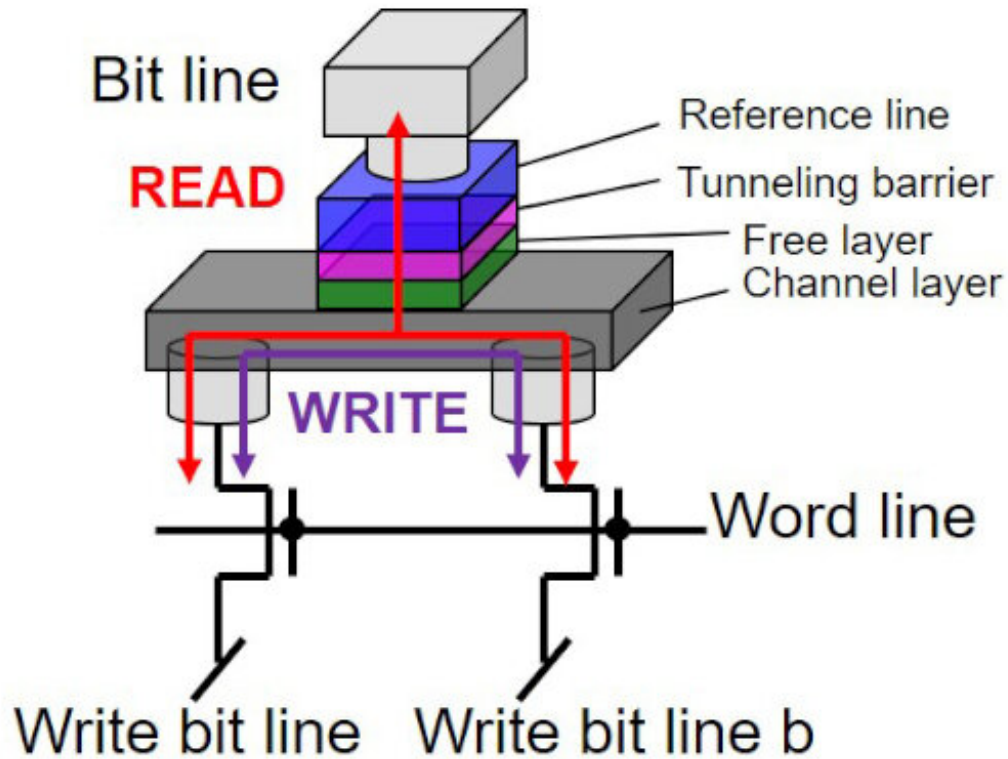 Bit line
READ
Reference line
Tunneling barrier
Free layer
Channel layer
WRITE
Word line
Write bit line
Write bit line b